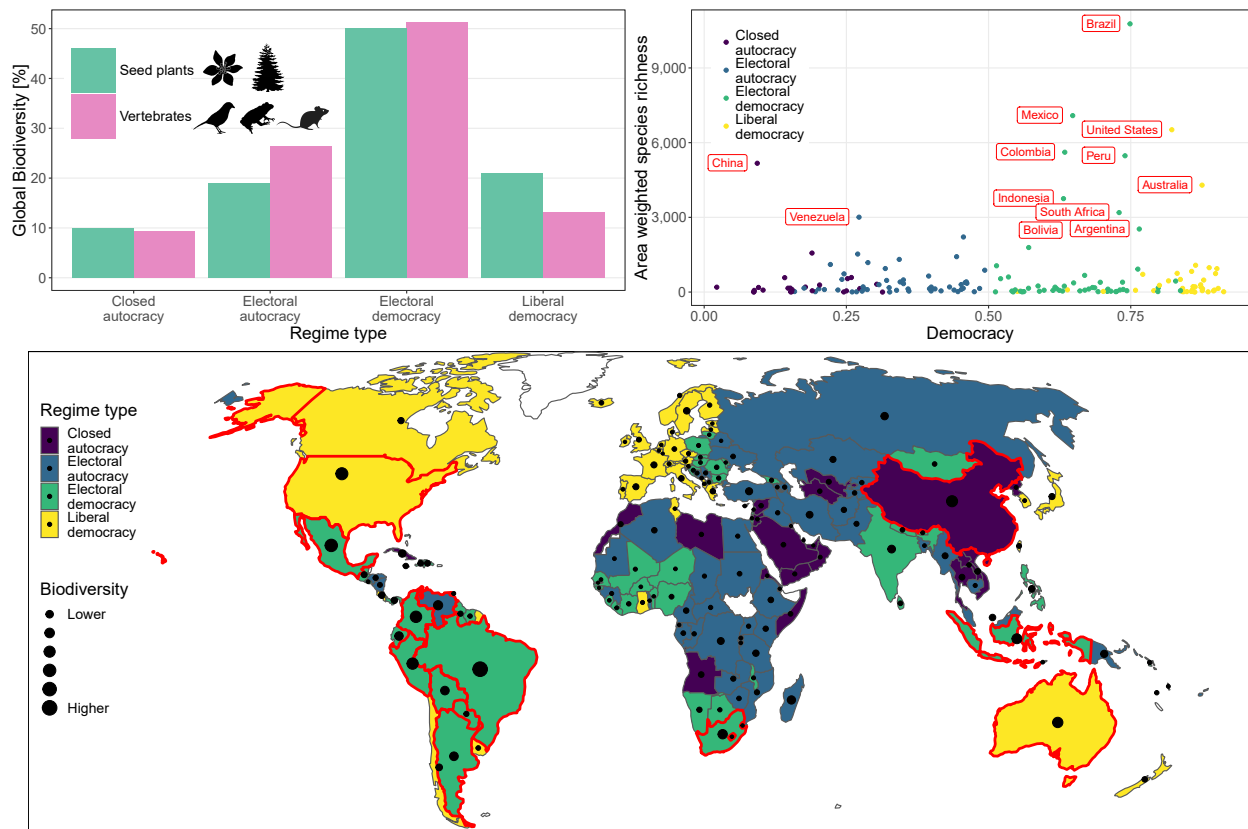 Global Biodiversity [%]
50
40
30
20
10
0
Seed plants
Vertebrates
Closed
autocracy
Electoral
autocracy
Electoral
democracy
Liberal
democracy
Regime type
Area weighted species richness
9,000
6,000
3,000
0
Closed
autocracy
Electoral
autocracy
Electoral
democracy
Liberal
democracy
Brazil
Mexico
United States
Colombia
Peru
China
Australia
Indonesia
South Africa
Venezuela
Bolivia
Argentina
0.00
0.25
0.50
0.75
Democracy
Regime type
Closed
autocracy
Electoral
autocracy
Electoral
democracy
Liberal
democracy
Biodiversity
Lower
Higher